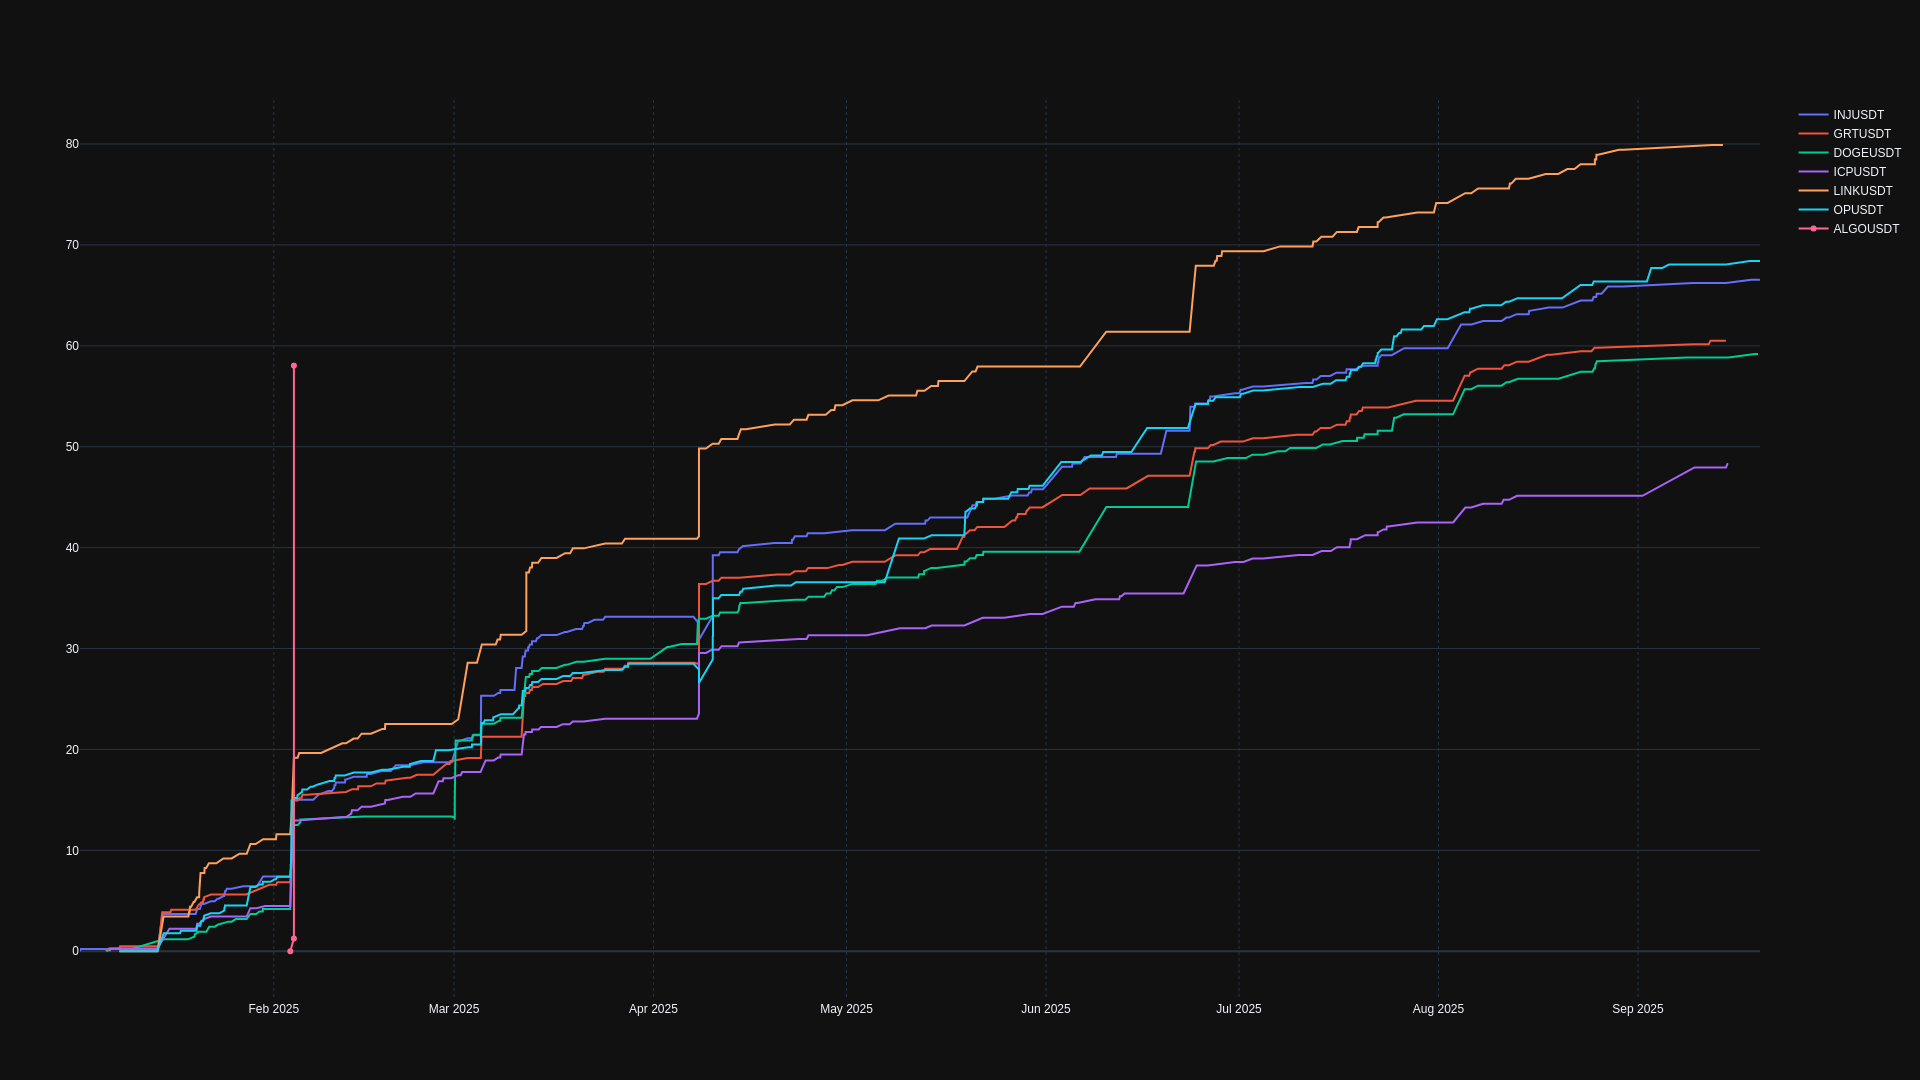 80
70
60
50
40
30
20
10
0
Feb 2025
Mar 2025
Apr 2025
May 2025
Jun 2025
Jul 2025
Aug 2025
Sep 2025
INJUSDT
GRTUSDT
DOGEUSDT
ICPUSDT
LINKUSDT
OPUSDT
ALGOUSDT